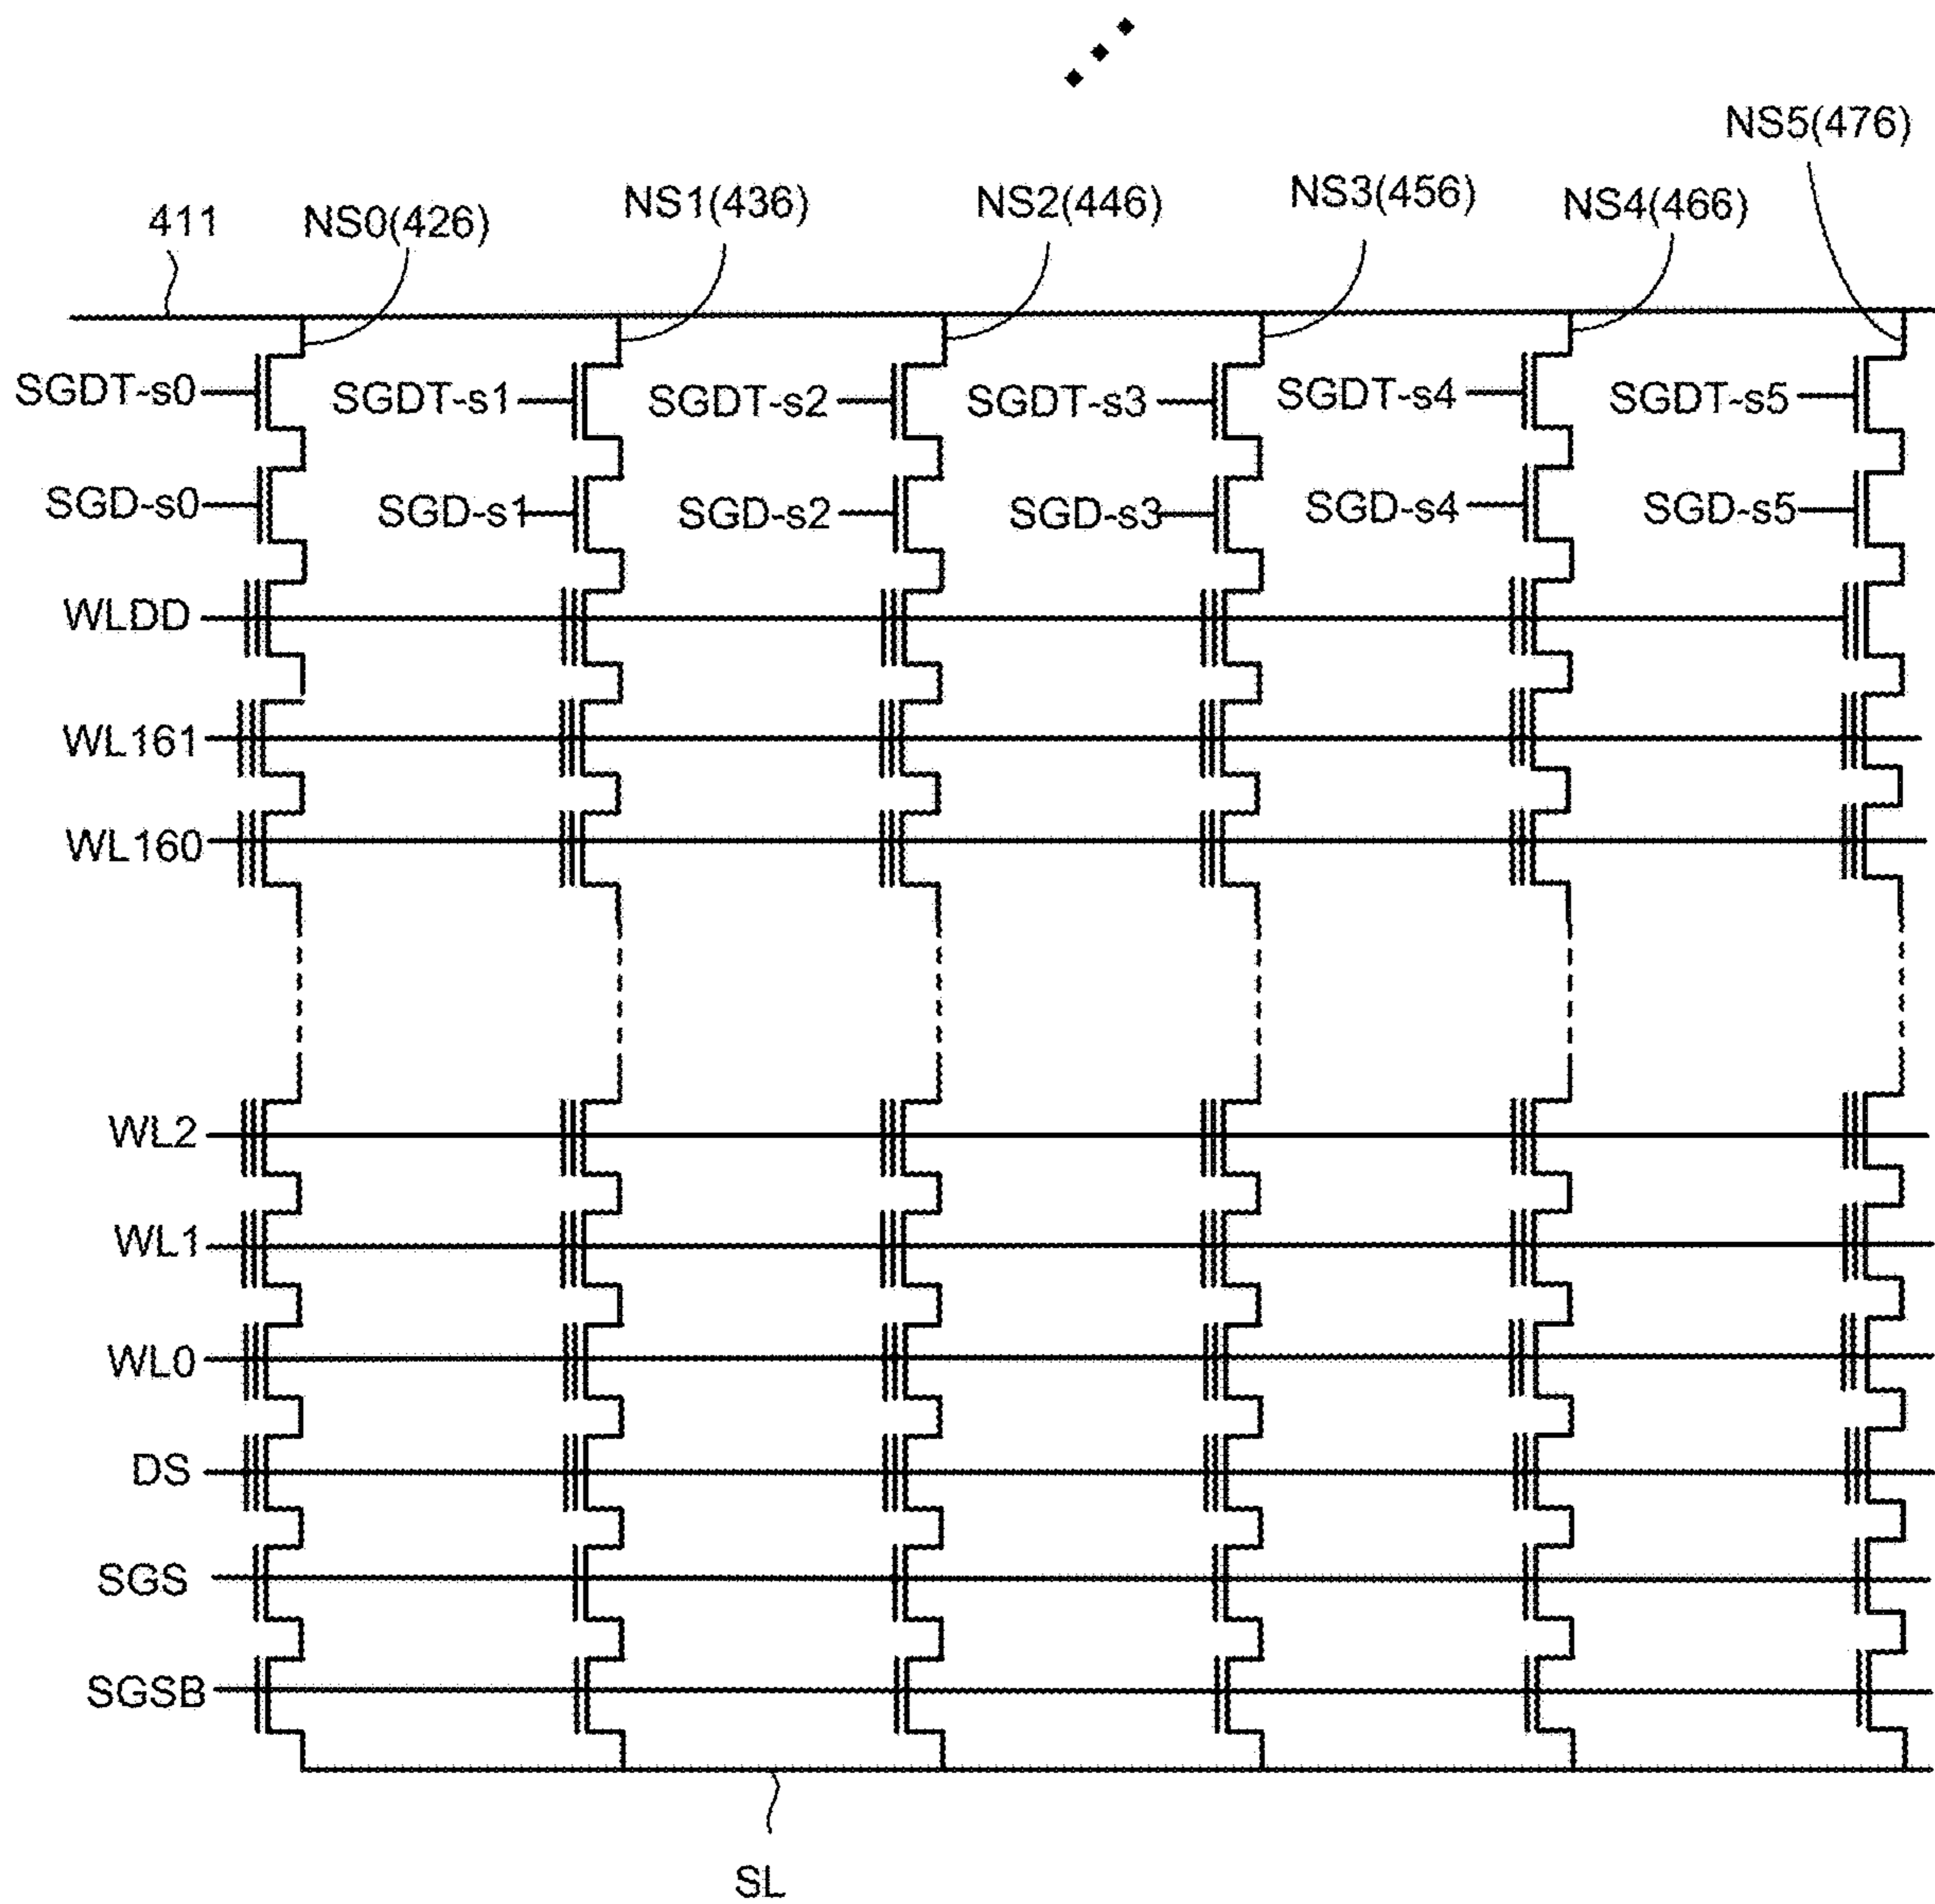 NS5(476)
NS3(456)
NS1(436)
NS2(446)
NS4(466)
411
NS0(426)
SGDT-s0
SGDT-s1
SGDT-s2
SGDT-s3
SGDT-s4
SGDT-s5
SGD-s0
SGD-s1
SGD-s2
SGD-s3
SGD-s4
SGD-s5
WLDD
WL161
WL160
WL2
WL1
WL0
DS
SGS
SGSB
SL